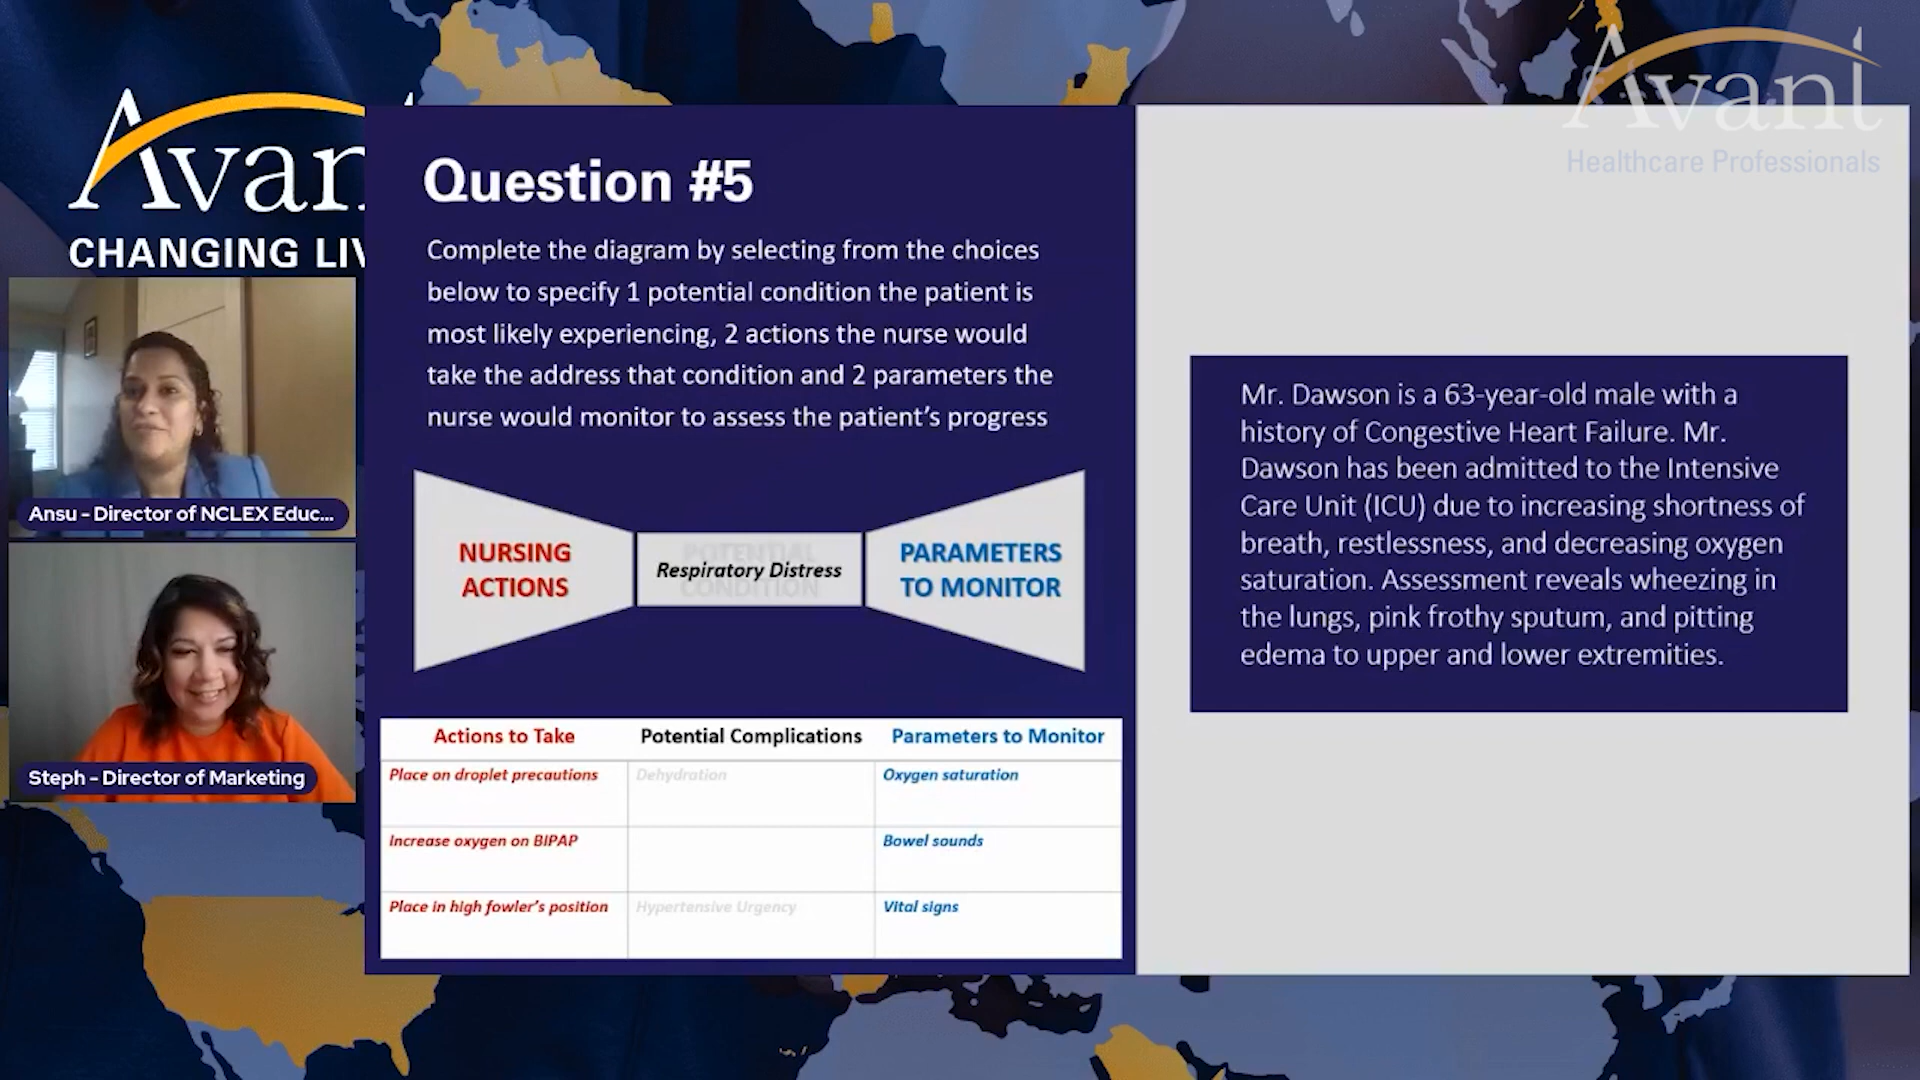 Avant
Healthcare Professionals
Avan
CHANGING LIV
Ansu - Director of NCLEX Educ...
Steph - Director of Marketing
Question #5
Complete the diagram by selecting from the choices
below to specify 1 potential condition the patient is
most likely experiencing, 2 actions the nurse would
take the address that condition and 2 parameters the
nurse would monitor to assess the patient's progress
NURSING
ACTIONS
POTENTIAL
CONDITION
Respiratory Distress
PARAMETERS
TO MONITOR
Actions to Take
Potential Complications
Parameters to Monitor
Place on droplet precautions
Dehydration
Oxygen saturation
Increase oxygen on BIPAP
Bowel sounds
Place in high fowler's position
Hypertensive Urgency
Vital signs
Mr. Dawson is a 63-year-old male with a
history of Congestive Heart Failure. Mr.
Dawson has been admitted to the Intensive
Care Unit (ICU) due to increasing shortness of
breath, restlessness, and decreasing oxygen
saturation. Assessment reveals wheezing in
the lungs, pink frothy sputum, and pitting
edema to upper and lower extremities.